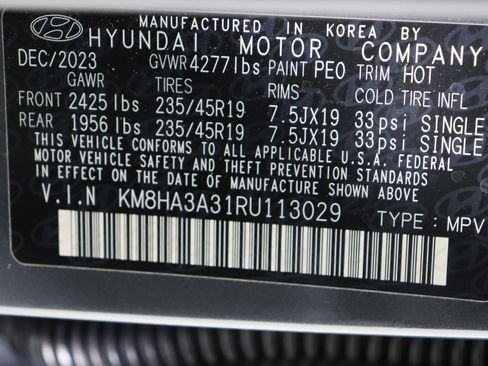 MANUFACTURED IN KOREA BY
HYUNDAI MOTOR COMPANY
DEC/2023 GVWR 4277lbs PAINT PEO TRIM HOT
GAWR TIRES RIMS COLD TIRE INFL
FRONT 2425 lbs 235/45R19 7.5JX19 33psi SINGLE
REAR 1956 lbs 235/45R19 7.5JX19 33psi SINGLE
THIS VEHICLE CONFORMS TO ALL APPLICABLE U.S.A. FEDERAL
MOTOR VEHICLE SAFETY AND THEFT PREVENTION STANDARDS
IN EFFECT ON THE DATE OF MANUFACTURE SHOWN ABOVE.
V.I.N KM8HA3A31RU113029 TYPE : MPV